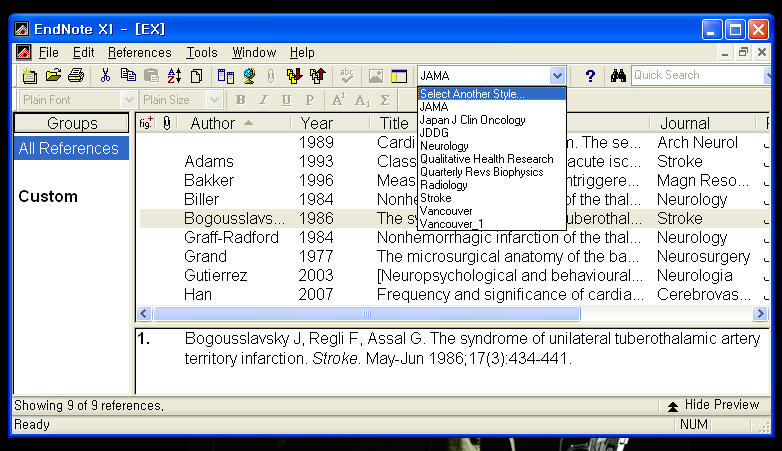 EndNote X1 - [EX]
File Edit References Tools Window Help
JAMA
Quick Search
Plain Font Plain Size B I U P A¹ A₁ Σ
Select Another Style...
JAMA
Japan J Clin Oncology
JDDG
Neurology
Qualitative Health Research
Quarterly Revs Biophysics
Radiology
Stroke
Vancouver
Vancouver_1
Groups
All References
Custom
fig. Author Year Title Journal
1989 Cardi... m. The se... Arch Neurol
Adams 1993 Class acute isc... Stroke
Bakker 1996 Meas ntriggere... Magn Reso...
Biller 1984 Nonhe f the thal... Neurology
Bogousslavs... 1986 The sy tuberothal... Stroke
Graff-Radford 1984 Nonhemorrhagic infarction of the thal... Neurology
Grand 1977 The microsurgical anatomy of the ba... Neurosurgery
Gutierrez 2003 [Neuropsychological and behavioural... Neurologia
Han 2007 Frequency and significance of cardia... Cerebrovas...
1. Bogousslavsky J, Regli F, Assal G. The syndrome of unilateral tuberothalamic artery
territory infarction. Stroke. May-Jun 1986;17(3):434-441.
Showing 9 of 9 references.
Hide Preview
Ready NUM